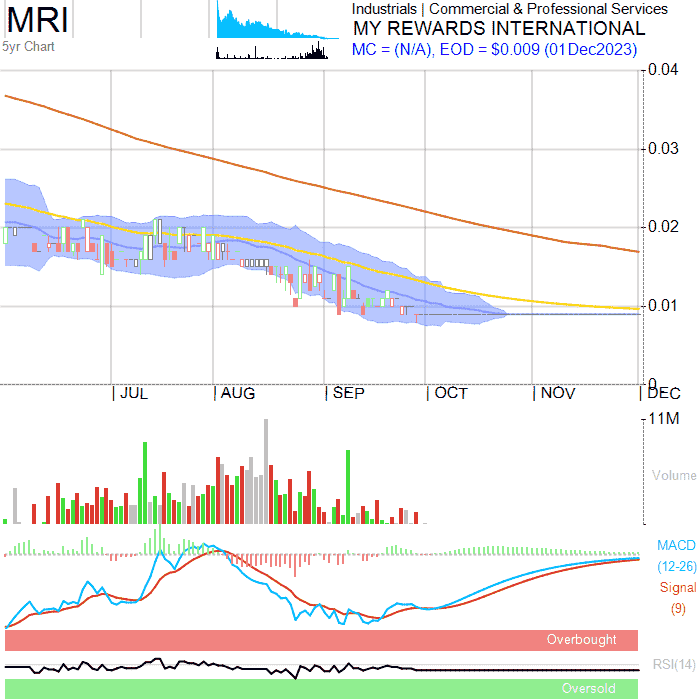 MRI
5yr Chart
Industrials | Commercial & Professional Services
MY REWARDS INTERNATIONAL
MC = (N/A), EOD = $0.009 (01Dec2023)
0.04
0.03
0.02
0.01
0
| JUL | AUG | SEP | OCT | NOV | DEC
11M
Volume
MACD
(12-26)
Signal
(9)
Overbought
RSI(14)
Oversold